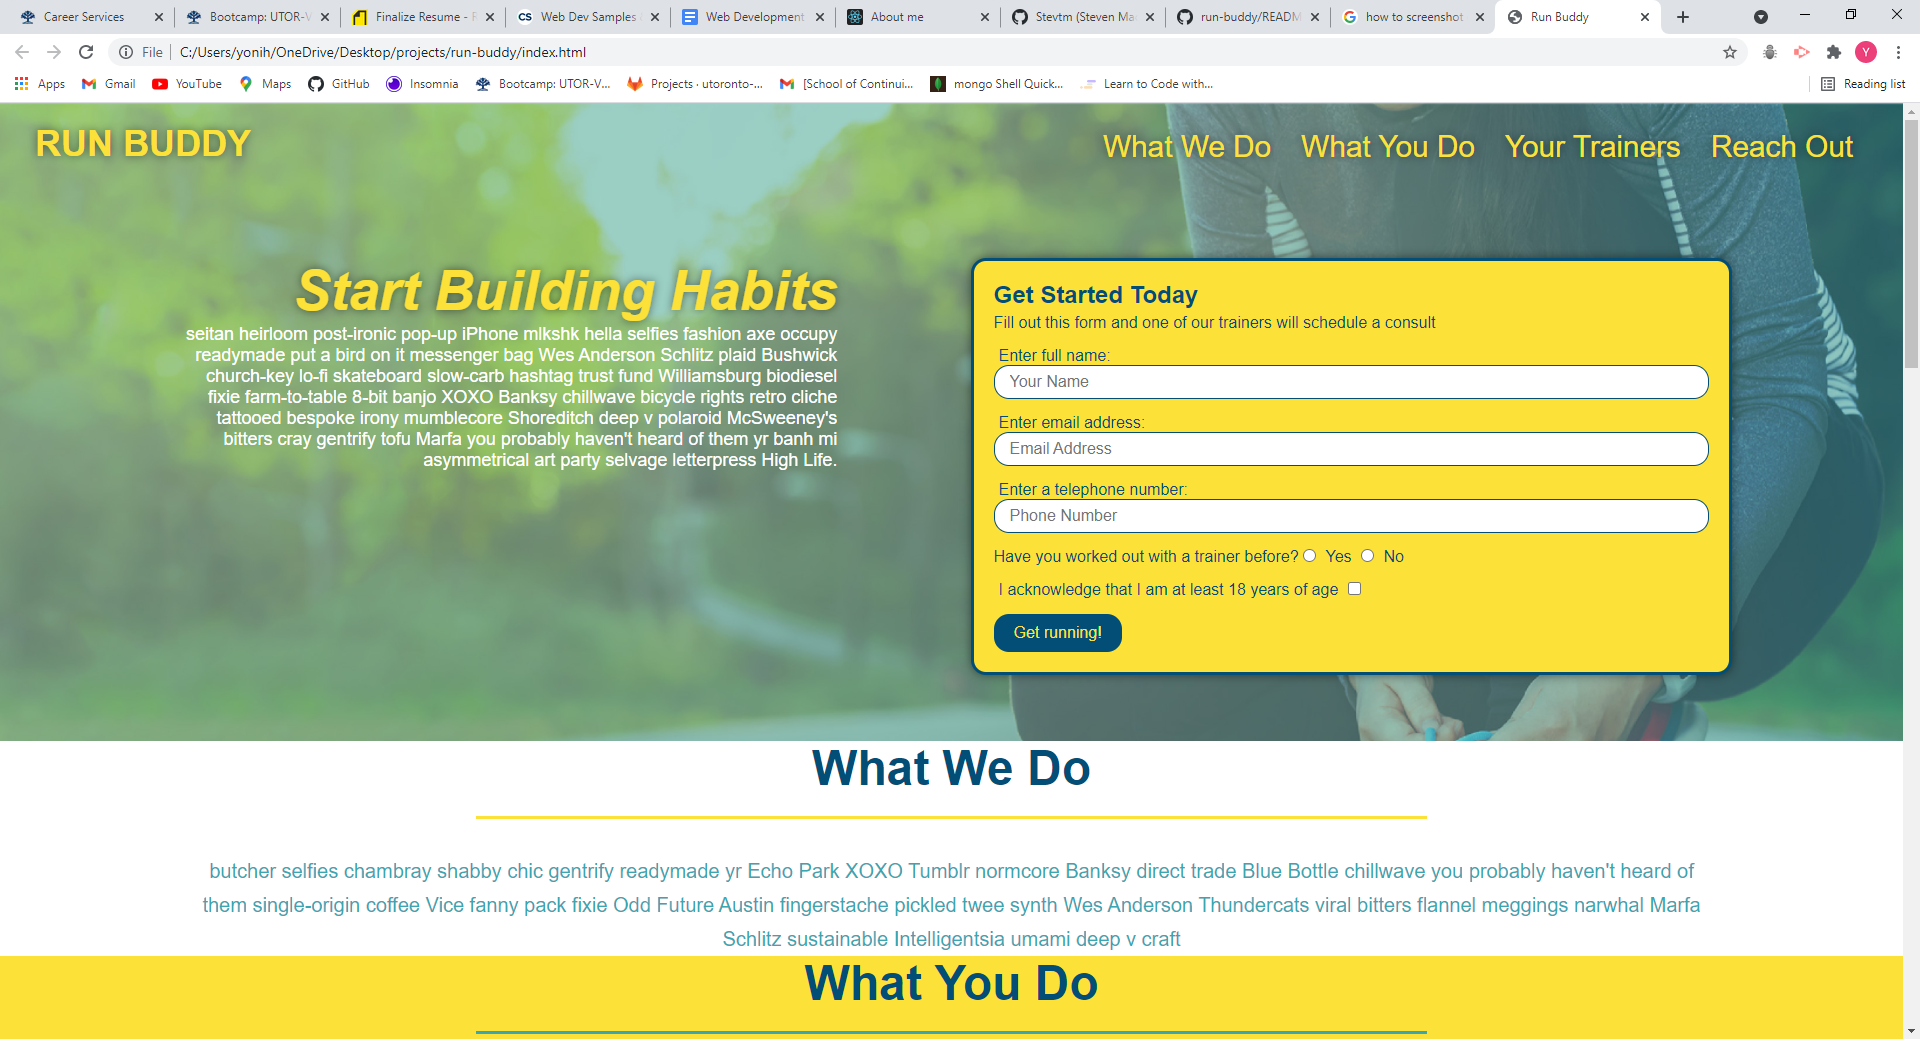 Career Services
Bootcamp: UTOR-V
Finalize Resume - R
Web Dev Samples
Web Development
About me
Stevtm (Steven Ma
run-buddy/READM
how to screenshot
Run Buddy
File
C:/Users/yonih/OneDrive/Desktop/projects/run-buddy/index.html
Y
Apps
Gmail
YouTube
Maps
GitHub
Insomnia
Bootcamp: UTOR-V...
Projects · utoronto-...
[School of Continui...
mongo Shell Quick...
Learn to Code with...
Reading list
RUN BUDDY
What We Do
What You Do
Your Trainers
Reach Out
Start Building Habits
seitan heirloom post-ironic pop-up iPhone mlkshk hella selfies fashion axe occupy
readymade put a bird on it messenger bag Wes Anderson Schlitz plaid Bushwick
church-key lo-fi skateboard slow-carb hashtag trust fund Williamsburg biodiesel
fixie farm-to-table 8-bit banjo XOXO Banksy chillwave bicycle rights retro cliche
tattooed bespoke irony mumblecore Shoreditch deep v polaroid McSweeney's
bitters cray gentrify tofu Marfa you probably haven't heard of them yr banh mi
asymmetrical art party selvage letterpress High Life.
Get Started Today
Fill out this form and one of our trainers will schedule a consult
Enter full name:
Your Name
Enter email address:
Email Address
Enter a telephone number:
Phone Number
Have you worked out with a trainer before? Yes No
I acknowledge that I am at least 18 years of age
Get running!
What We Do
butcher selfies chambray shabby chic gentrify readymade yr Echo Park XOXO Tumblr normcore Banksy direct trade Blue Bottle chillwave you probably haven't heard of
them single-origin coffee Vice fanny pack fixie Odd Future Austin fingerstache pickled twee synth Wes Anderson Thundercats viral bitters flannel meggings narwhal Marfa
Schlitz sustainable Intelligentsia umami deep v craft
What You Do